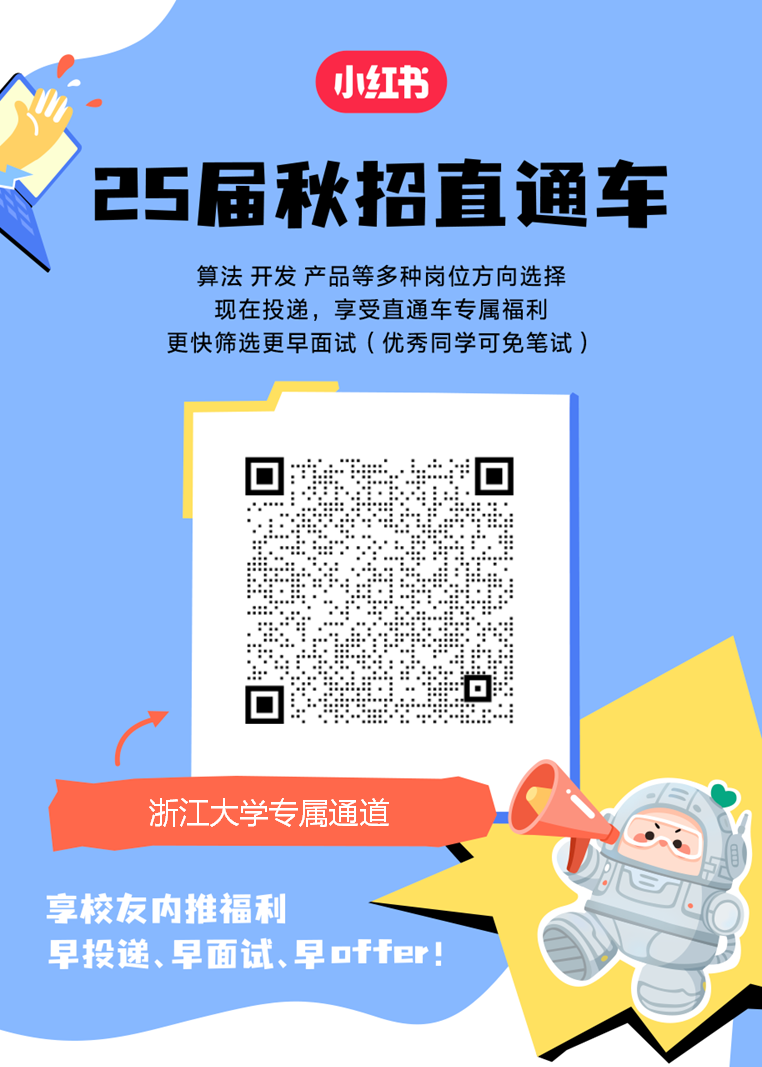 小红书
25届秋招直通车
算法 开发 产品等多种岗位方向选择
现在投递，享受直通车专属福利
更快筛选更早面试（优秀同学可免笔试）
浙江大学专属通道
享校友内推福利
早投递、早面试、早offer！